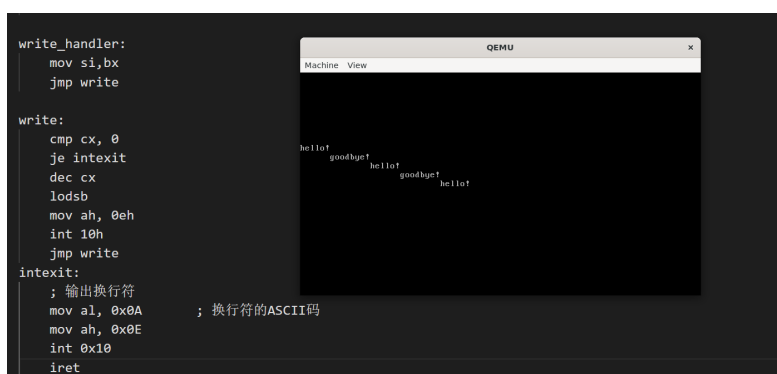 write_handler:
mov si,bx
jmp write
write:
cmp cx, 0
je intexit
dec cx
lodsb
mov ah, 0eh
int 10h
jmp write
intexit:
; 输出换行符
mov al, 0x0A ; 换行符的ASCII码
mov ah, 0x0E
int 0x10
iret
QEMU ×
Machine View
hello!
goodbye!
hello!
goodbye!
hello!